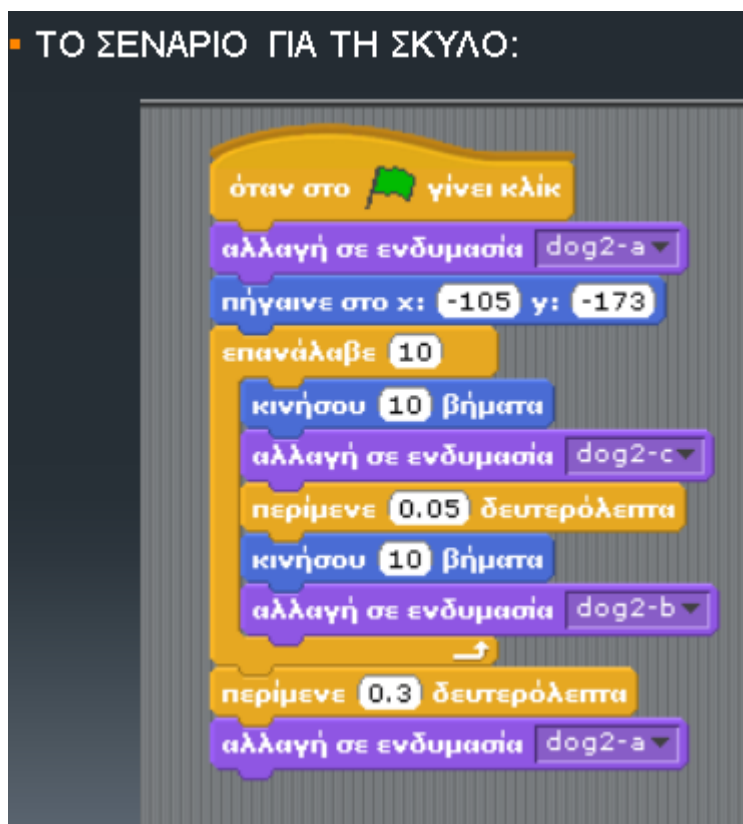 ΤΟ ΣΕΝΑΡΙΟ ΓΙΑ ΤΗ ΣΚΥΛΟ:
όταν στο γίνει κλίκ
αλλαγή σε ενδυμασία dog2-a
πήγαινε στο x: -105 y: -173
επανάλαβε 10
κινήσου 10 βήματα
αλλαγή σε ενδυμασία dog2-c
περίμενε 0.05 δευτερόλεπτα
κινήσου 10 βήματα
αλλαγή σε ενδυμασία dog2-b
περίμενε 0.3 δευτερόλεπτα
αλλαγή σε ενδυμασία dog2-a